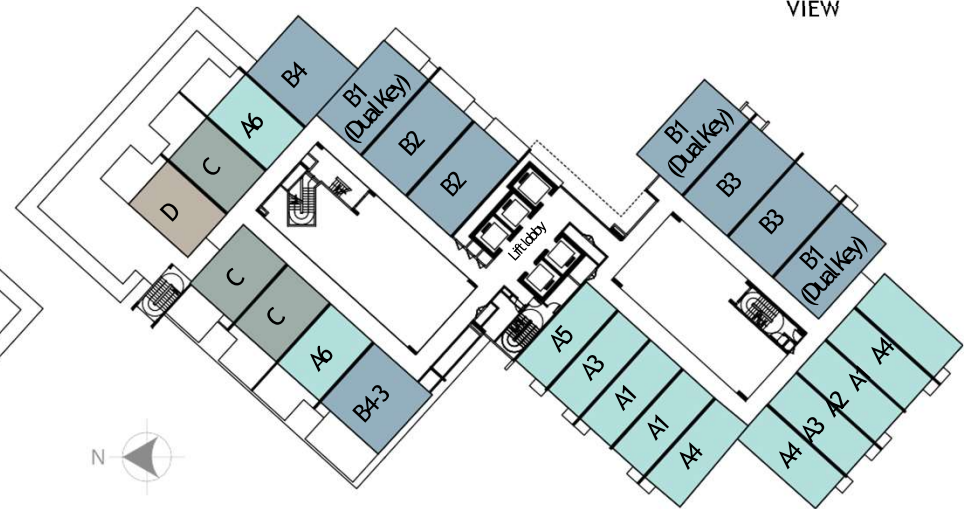 VIEW
B4
B1
(Dual Key)
A6
B2
C
B2
D
Lift lobby
B1
(Dual Key)
B3
B3
B1
(Dual Key)
C
C
A6
B4-3
A5
A3
A1
A1
A4
A4
A1
A2
A3
A4
N